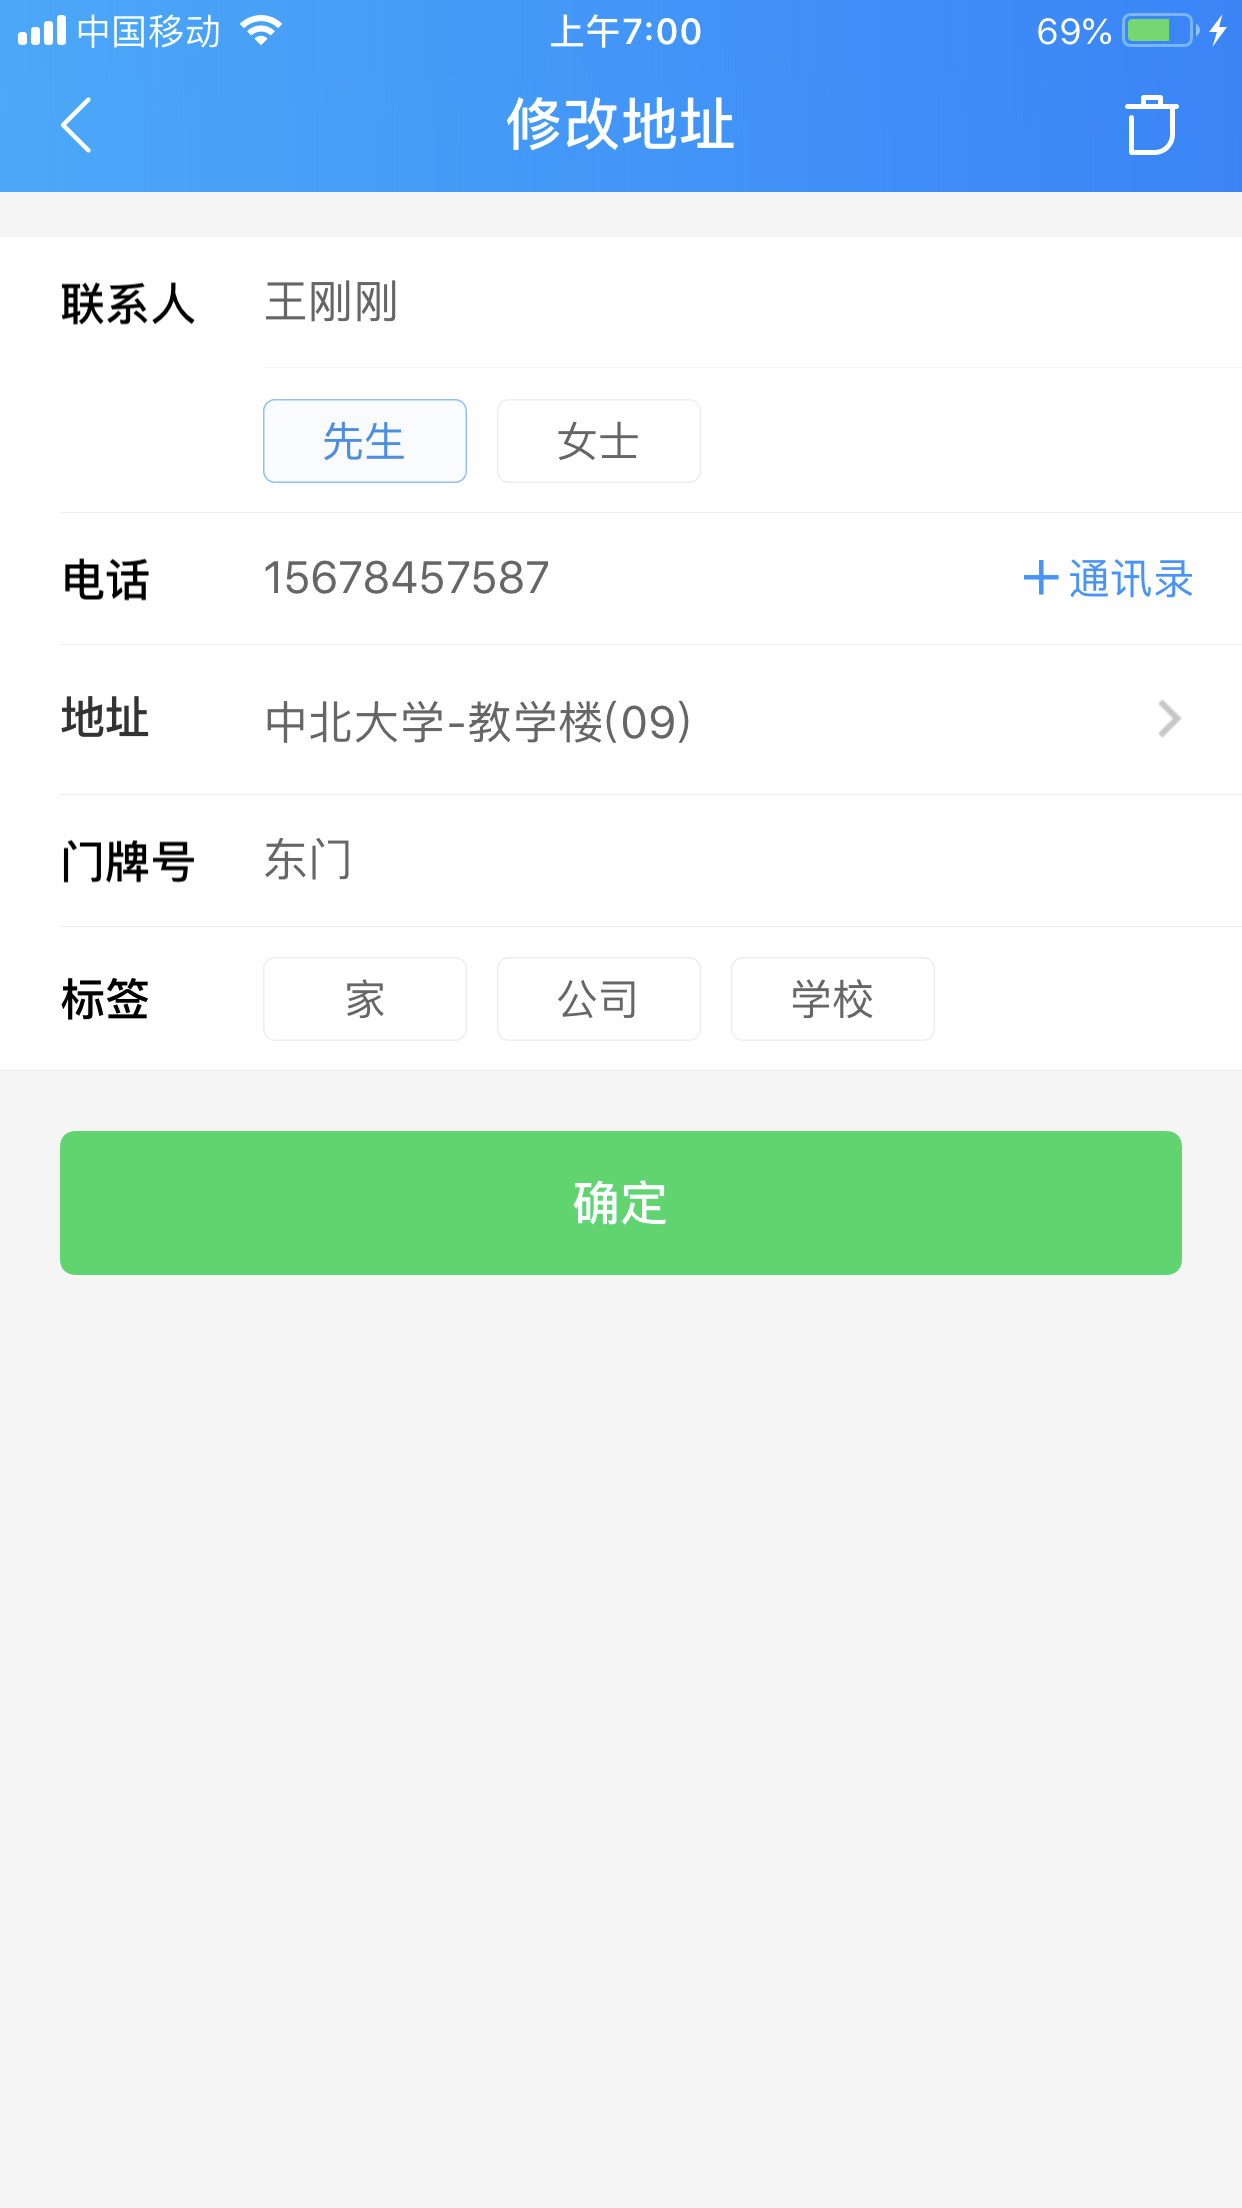 中国移动 上午7:00 69%
修改地址
联系人 王刚刚
先生 女士
电话 15678457587 +通讯录
地址 中北大学-教学楼(09)
门牌号 东门
标签 家 公司 学校
确定